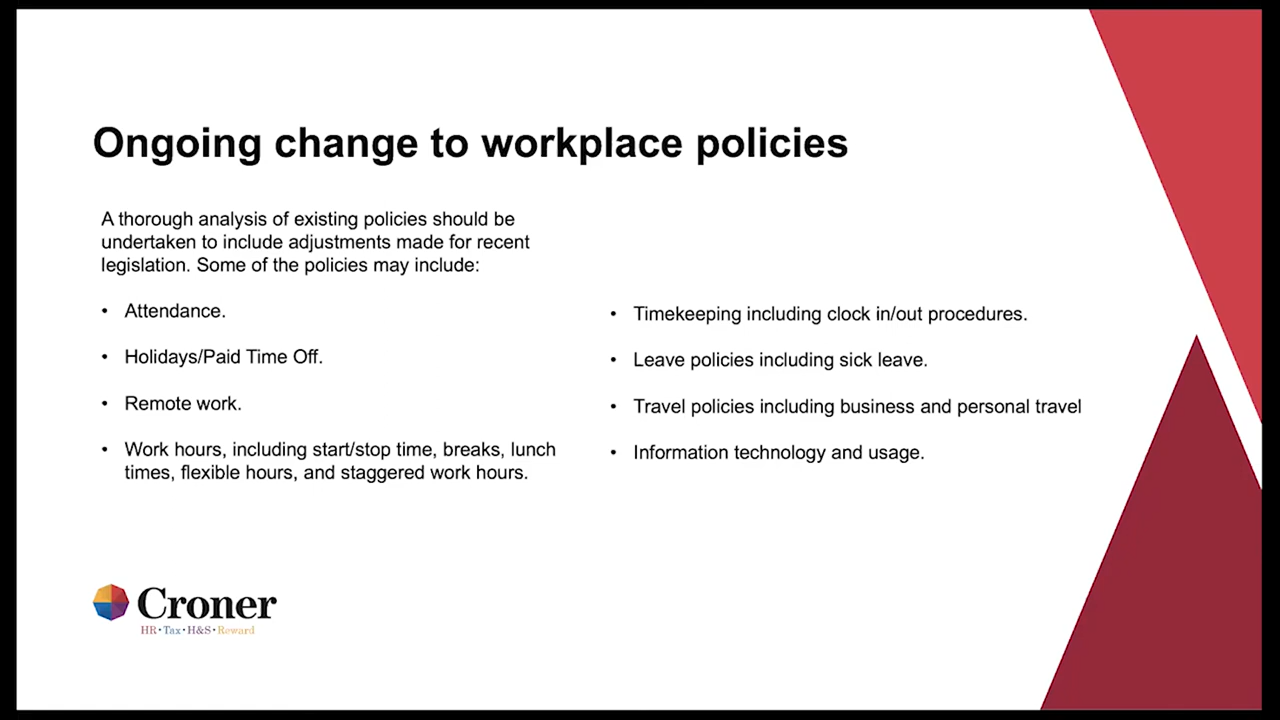 Ongoing change to workplace policies
A thorough analysis of existing policies should be
undertaken to include adjustments made for recent
legislation. Some of the policies may include:
• Attendance.
• Holidays/Paid Time Off.
• Remote work.
• Work hours, including start/stop time, breaks, lunch
times, flexible hours, and staggered work hours.
• Timekeeping including clock in/out procedures.
• Leave policies including sick leave.
• Travel policies including business and personal travel
• Information technology and usage.
Croner
HR•Tax•H&S•Reward